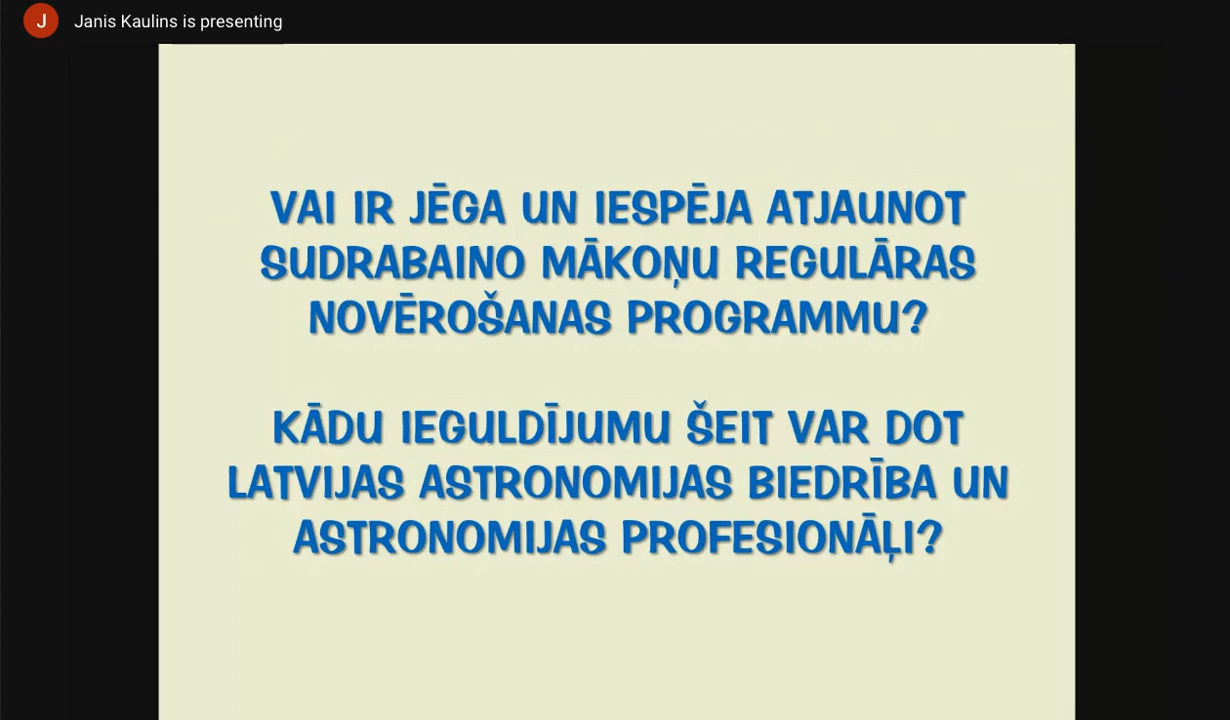 J
Janis Kaulins is presenting
VAI IR JĒGA UN IESPĒJA ATJAUNOT
SUDRABAINO MĀKOŅU REGULĀRAS
NOVĒROŠANAS PROGRAMMU?
KĀDU IEGULDĪJUMU ŠEIT VAR DOT
LATVIJAS ASTRONOMIJAS BIEDRĪBA UN
ASTRONOMIJAS PROFESIONĀĻI?